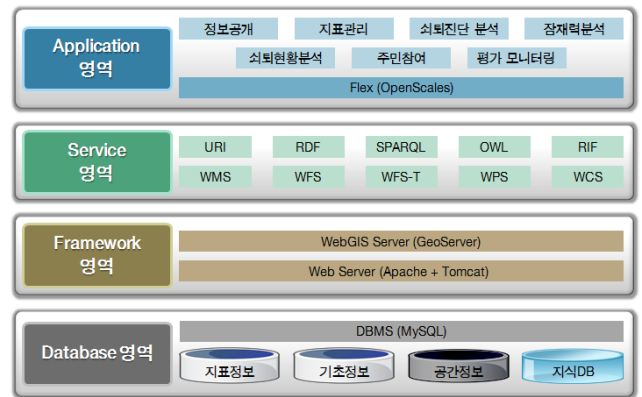 Application
영역
정보공개
지표관리
쇠퇴진단 분석
잠재력분석
쇠퇴현황분석
주민참여
평가 모니터링
Flex (OpenScales)
Service
영역
URI
RDF
SPARQL
OWL
RIF
WMS
WFS
WFS-T
WPS
WCS
Framework
영역
WebGIS Server (GeoServer)
Web Server (Apache + Tomcat)
Database 영역
DBMS (MySQL)
지표정보
기초정보
공간정보
지식DB